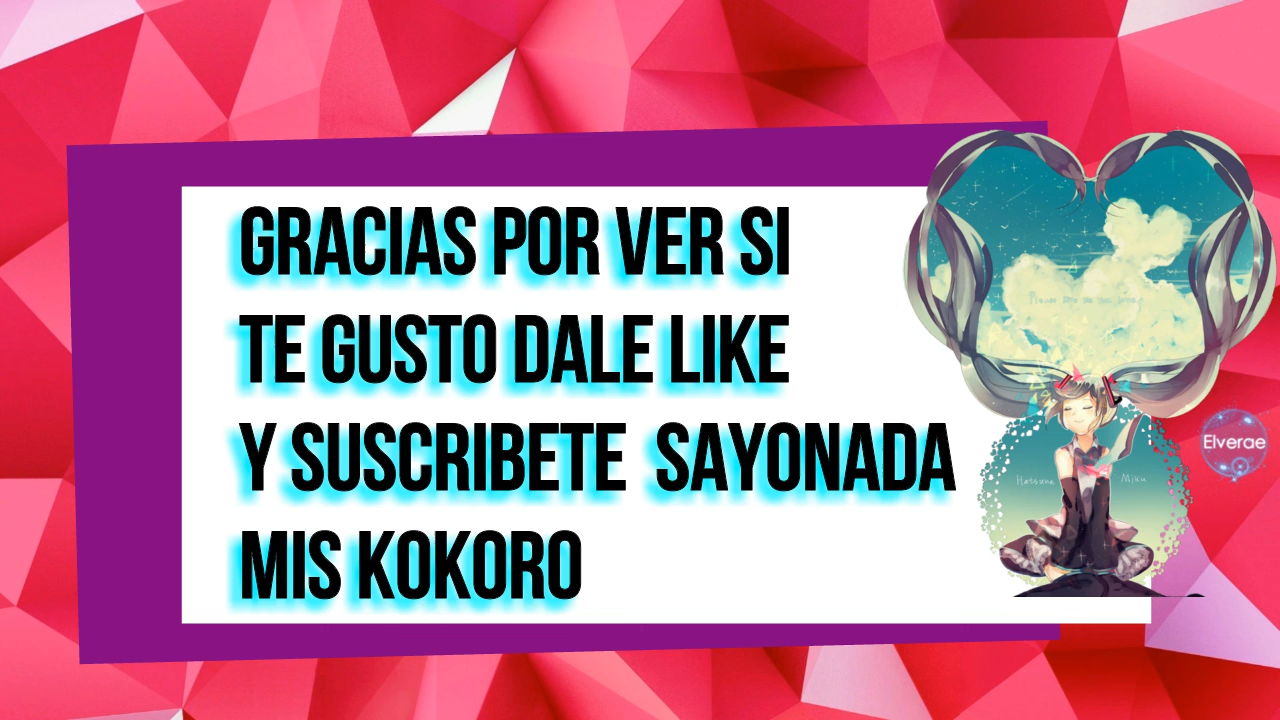 GRACIAS POR VER SI
TE GUSTO DALE LIKE
Y SUSCRIBETE SAYONADA
MIS KOKORO
Elverae
Hatsune Miku